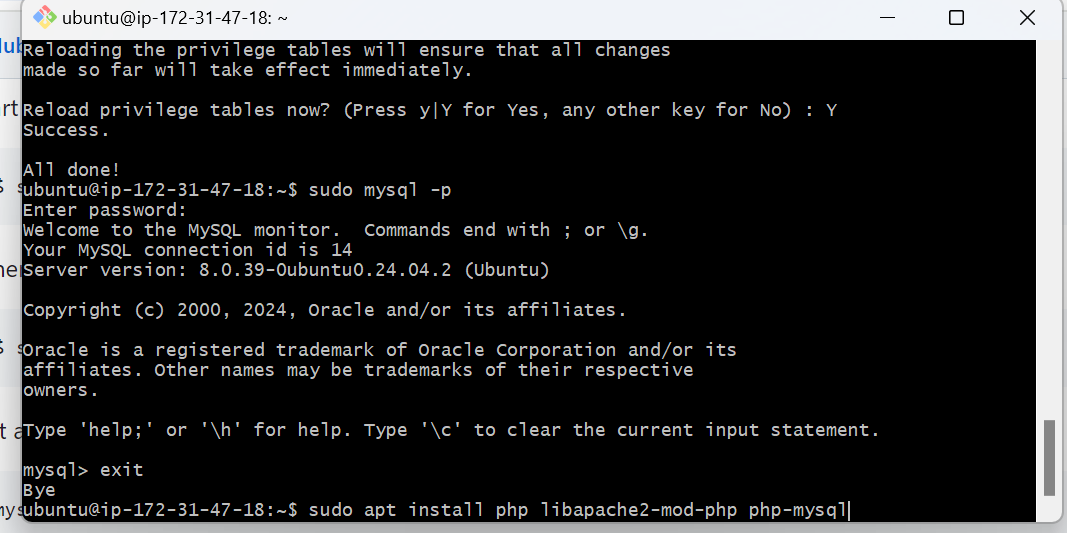 ubuntu@ip-172-31-47-18: ~
Reloading the privilege tables will ensure that all changes
made so far will take effect immediately.
Reload privilege tables now? (Press y|Y for Yes, any other key for No) : Y
Success.
All done!
ubuntu@ip-172-31-47-18:~$ sudo mysql -p
Enter password:
Welcome to the MySQL monitor.  Commands end with ; or \g.
Your MySQL connection id is 14
Server version: 8.0.39-0ubuntu0.24.04.2 (Ubuntu)
Copyright (c) 2000, 2024, Oracle and/or its affiliates.
Oracle is a registered trademark of Oracle Corporation and/or its
affiliates. Other names may be trademarks of their respective
owners.
Type 'help;' or '\h' for help. Type '\c' to clear the current input statement.
mysql> exit
Bye
ubuntu@ip-172-31-47-18:~$ sudo apt install php libapache2-mod-php php-mysql